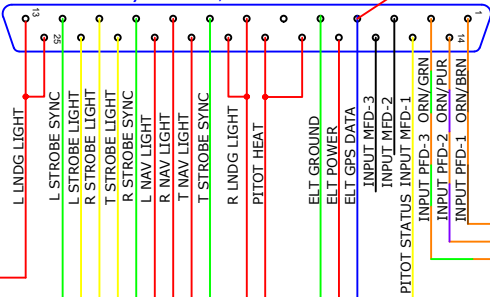 13
1
25
14
L LNDG LIGHT
L STROBE SYNC
L STROBE LIGHT
R STROBE LIGHT
T STROBE LIGHT
R STROBE SYNC
L NAV LIGHT
R NAV LIGHT
T NAV LIGHT
T STROBE SYNC
R LNDG LIGHT
PITOT HEAT
ELT GROUND
ELT POWER
ELT GPS DATA
INPUT MFD-3
INPUT MFD-2
PITOT STATUS INPUT MFD-1
INPUT PFD-3 ORN/GRN
INPUT PFD-2 ORN/PUR
INPUT PFD-1 ORN/BRN